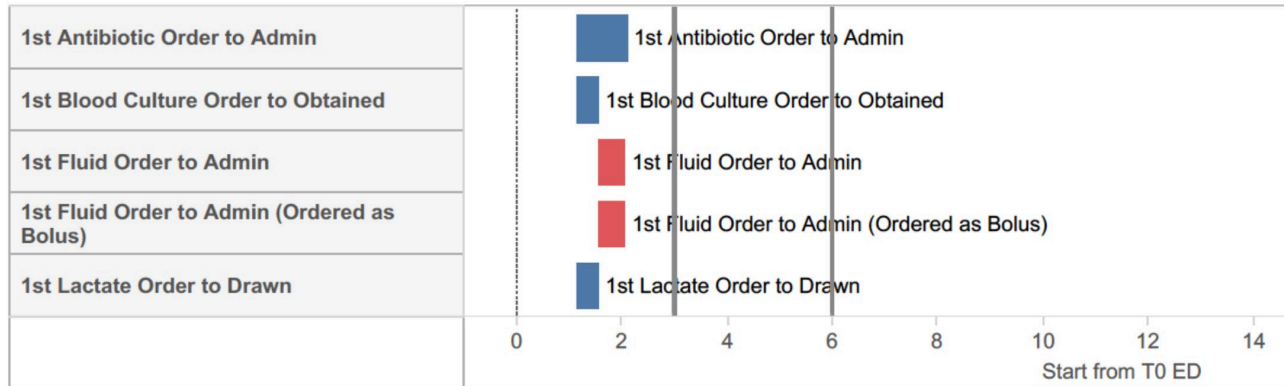 1st Antibiotic Order to Admin
1st Antibiotic Order to Admin
1st Blood Culture Order to Obtained
1st Blood Culture Order to Obtained
1st Fluid Order to Admin
1st Fluid Order to Admin
1st Fluid Order to Admin (Ordered as
Bolus)
1st Fluid Order to Admin (Ordered as Bolus)
1st Lactate Order to Drawn
1st Lactate Order to Drawn
0 2 4 6 8 10 12 14
Start from T0 ED